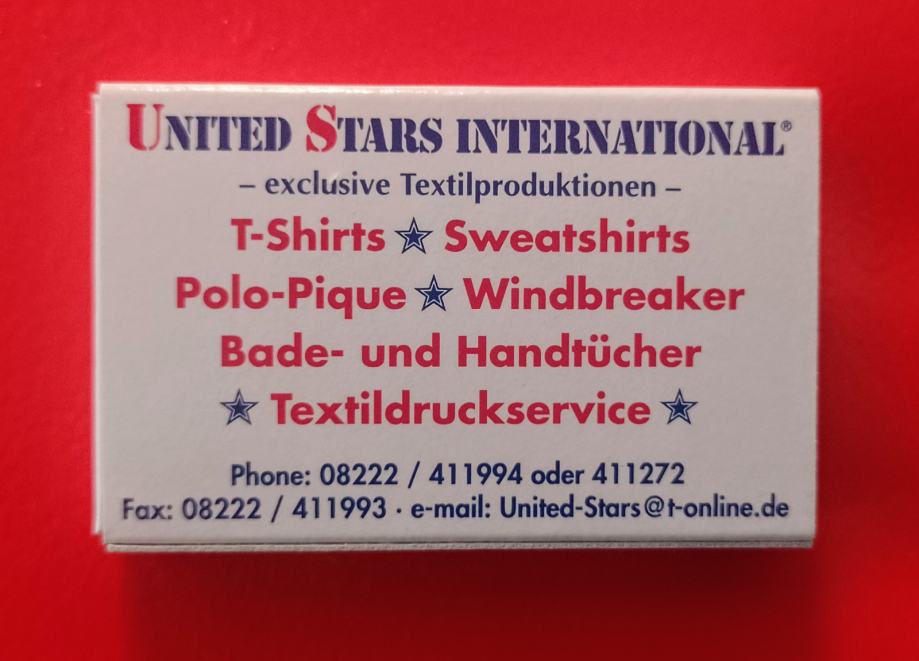 UNITED STARS INTERNATIONAL®
– exclusive Textilproduktionen –
T-Shirts ★ Sweatshirts
Polo-Pique ★ Windbreaker
Bade- und Handtücher
★ Textildruckservice ★
Phone: 08222 / 411994 oder 411272
Fax: 08222 / 411993 · e-mail: United-Stars@t-online.de